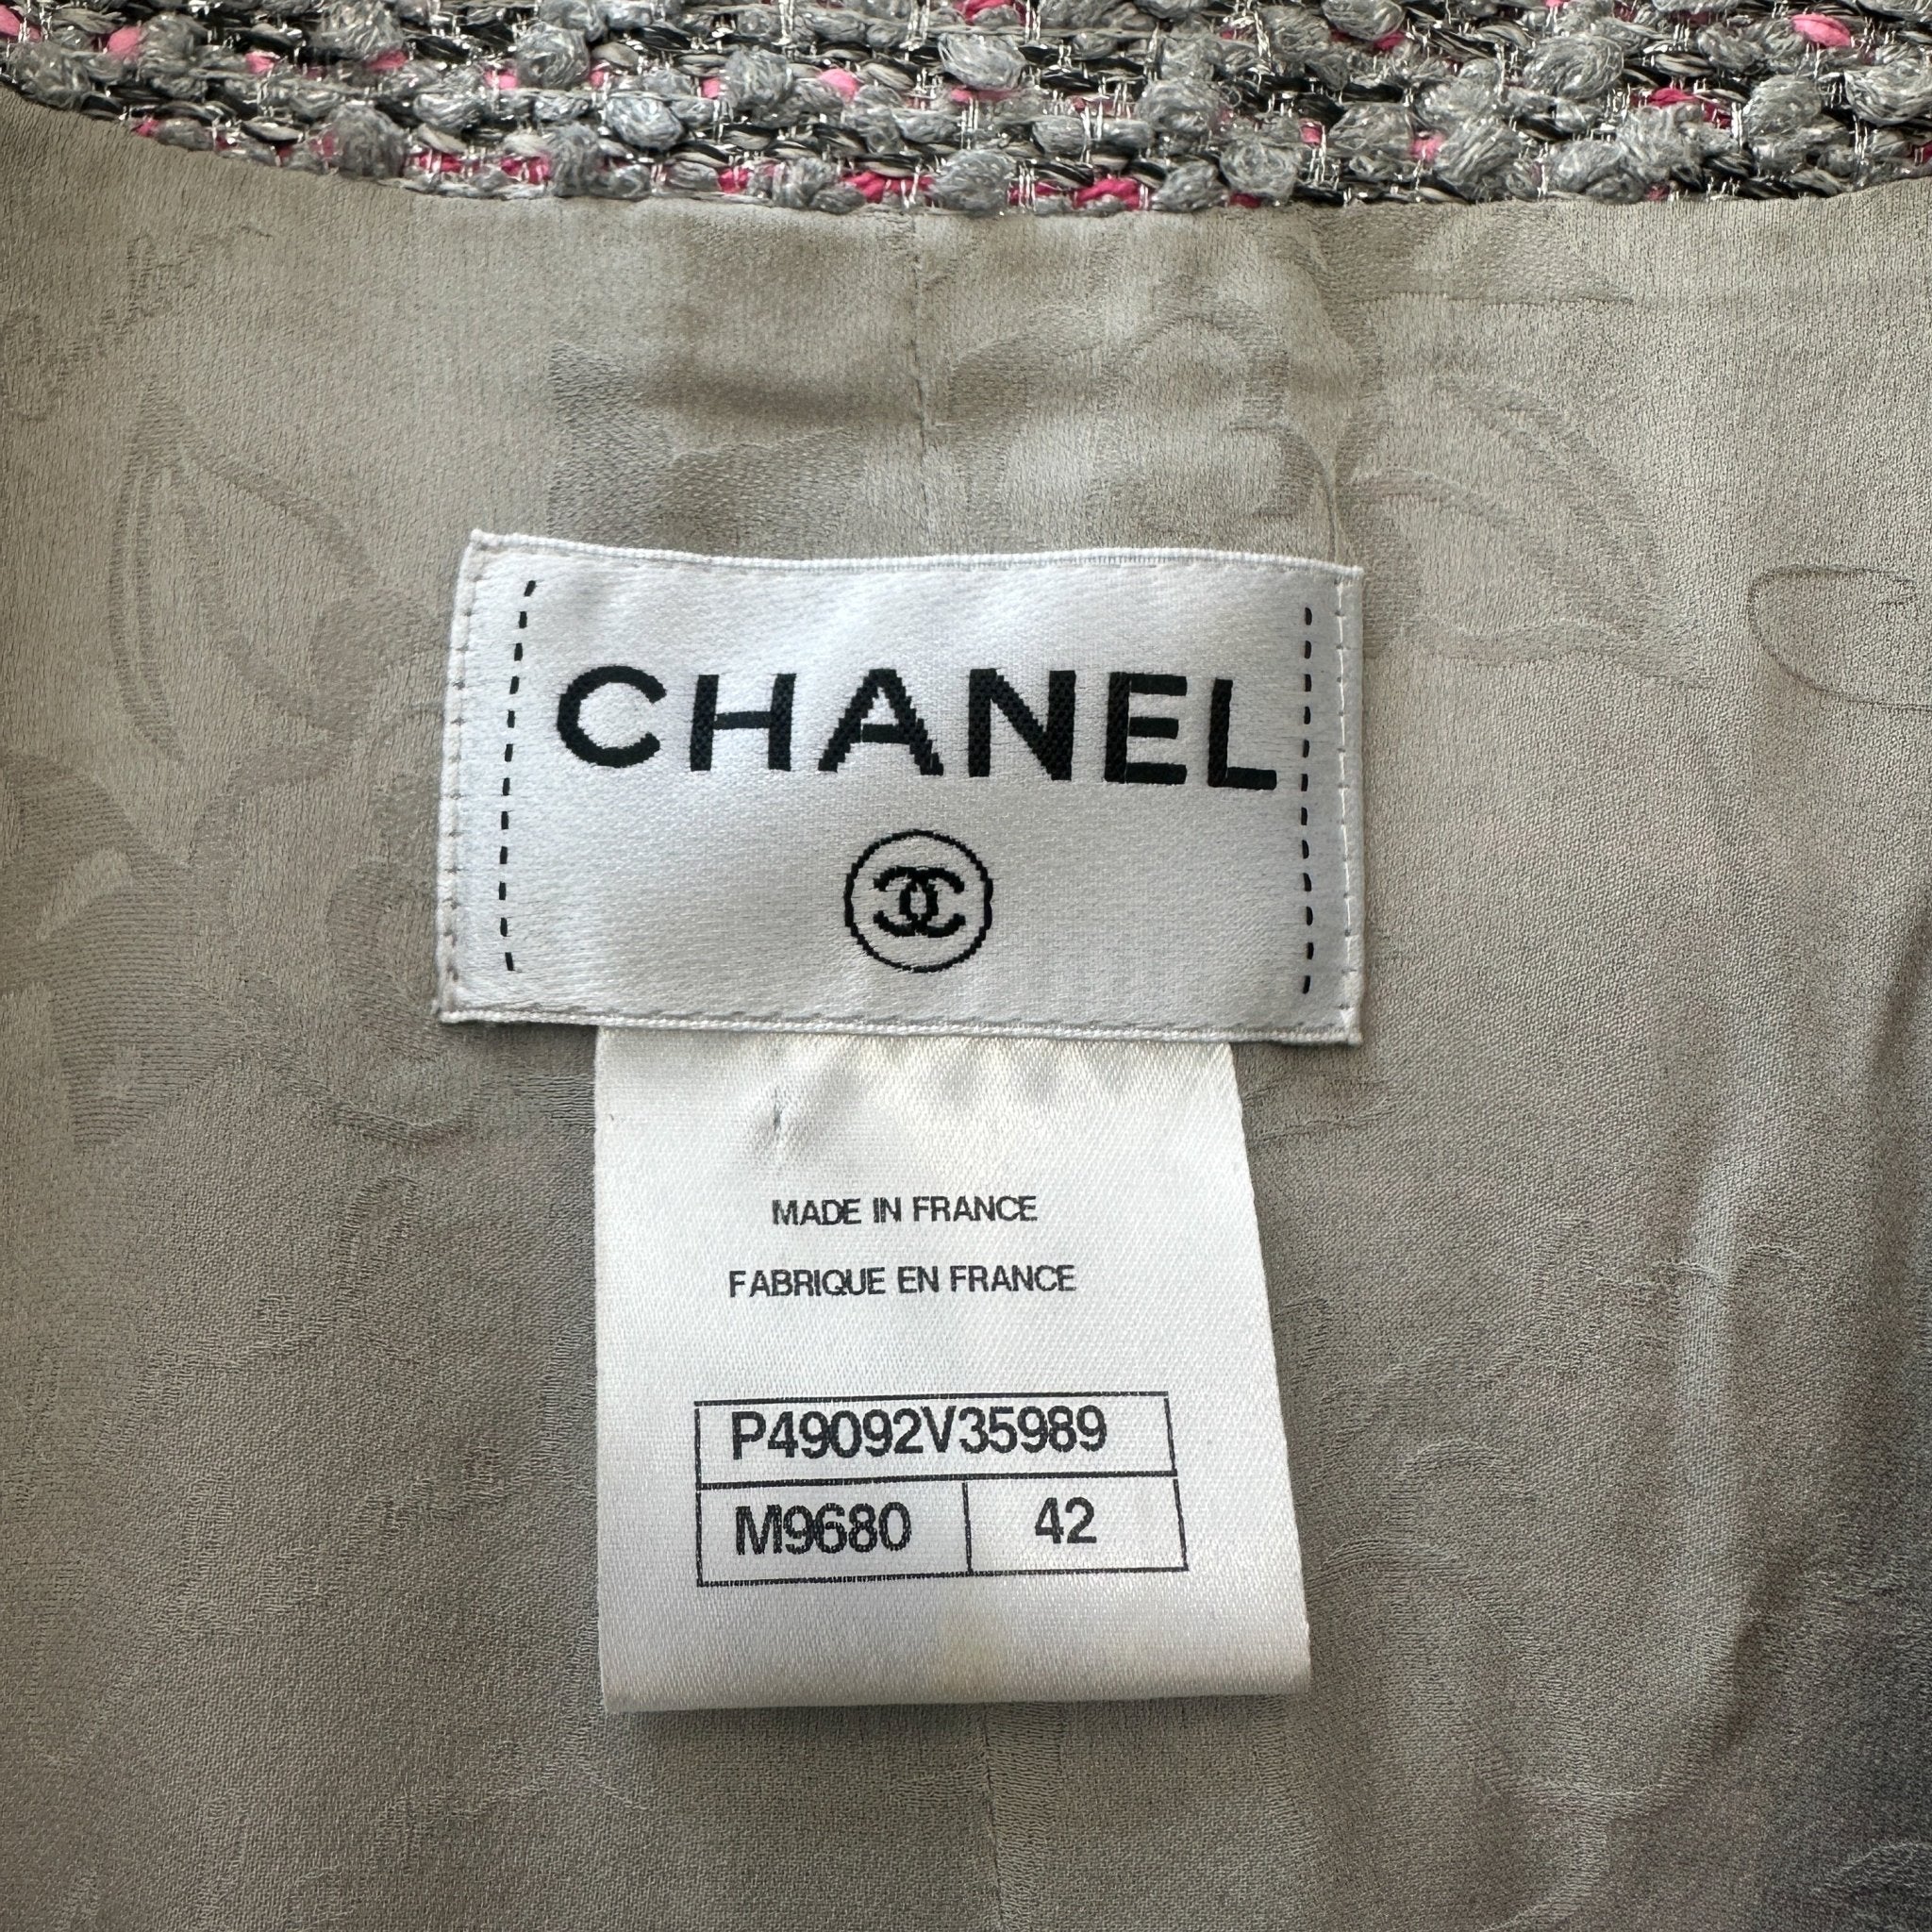 CHANEL
MADE IN FRANCE
FABRIQUE EN FRANCE
P49092V35989
M9680 42